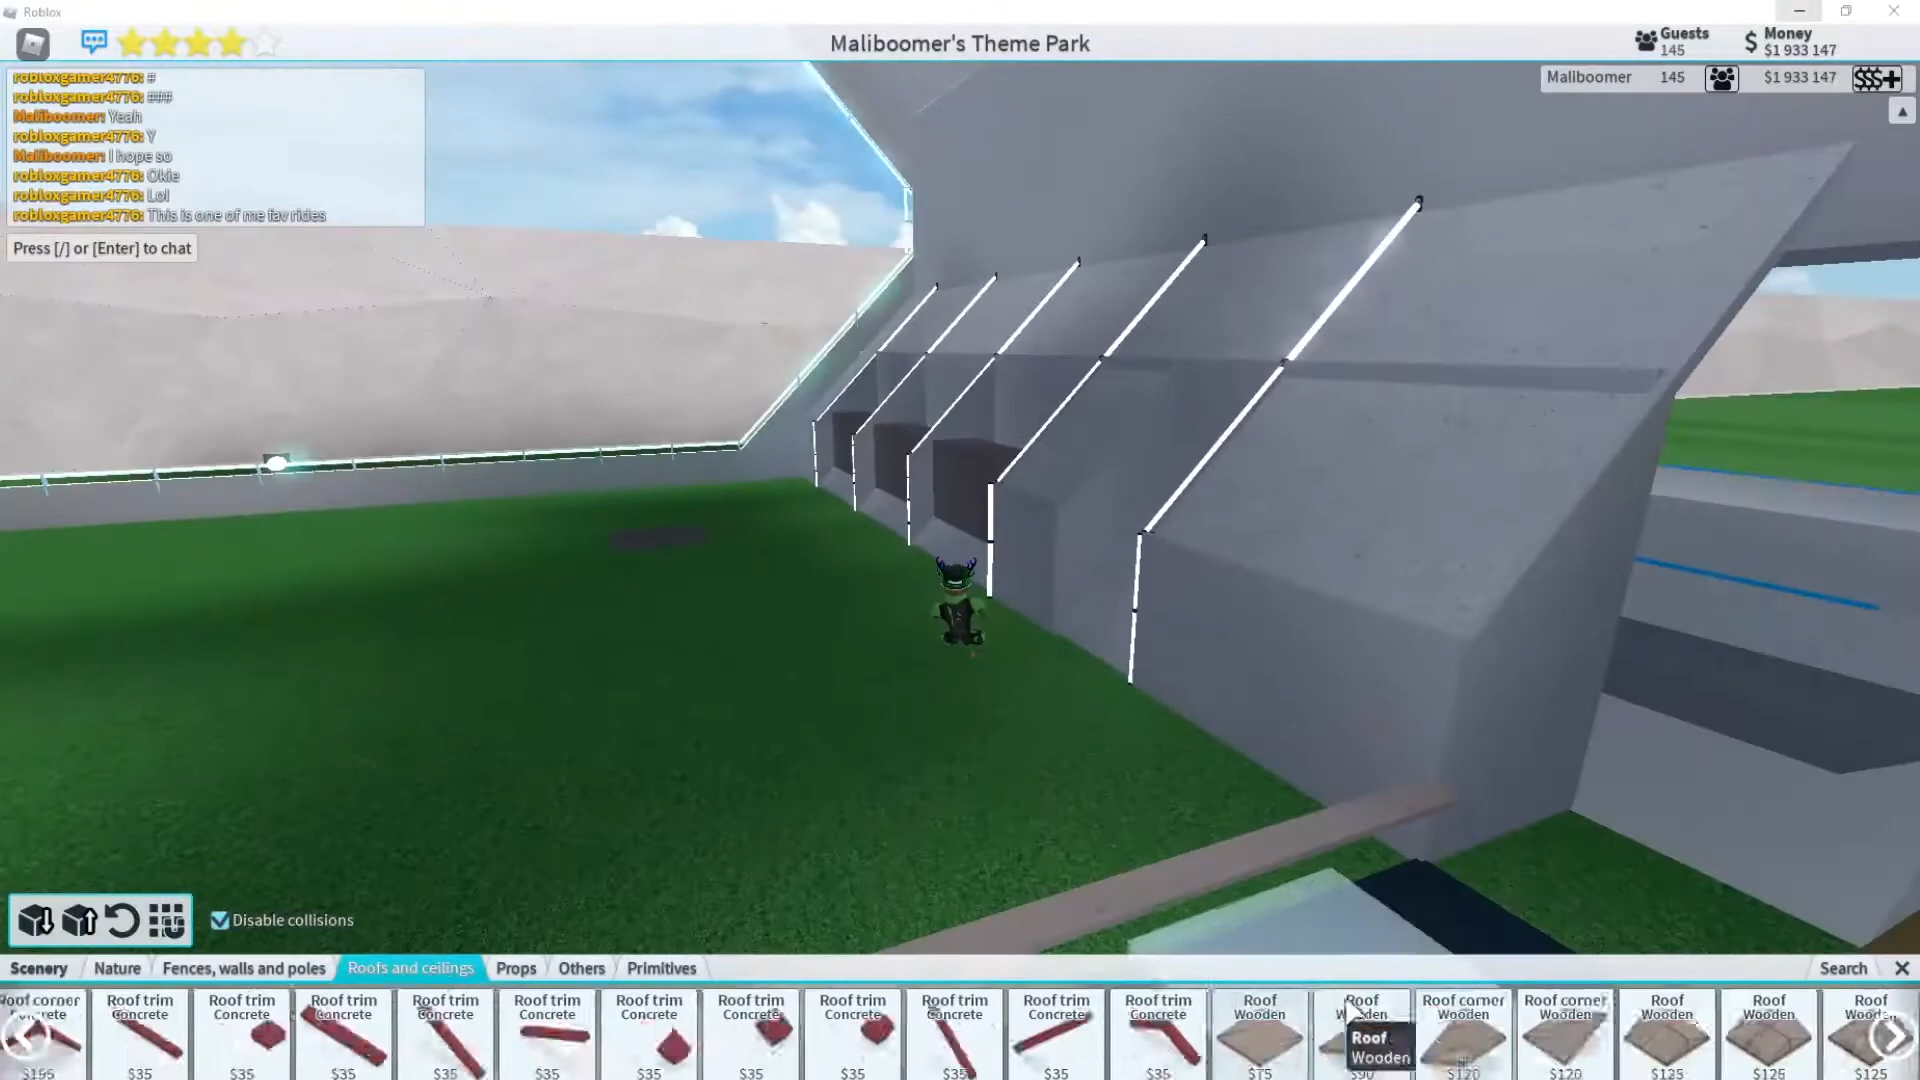 Roblox
Maliboomer's Theme Park
Guests
145
Money
$1 933 147
Maliboomer 145 $1 933 147 $$$+
robloxgamer4776: #
robloxgamer4776: ###
Maliboomer: Yeah
robloxgamer4776: Y
Maliboomer: I hope so
robloxgamer4776: Okie
robloxgamer4776: Lol
robloxgamer4776: This is one of me fav rides
Press [/] or [Enter] to chat
Disable collisions
Scenery Nature Fences, walls and poles Roofs and ceilings Props Others Primitives Search
Roof corner Roof trim Roof trim Roof trim Roof trim Roof trim Roof trim Roof trim Roof trim Roof trim Roof trim Roof trim Roof Roof Roof corner Roof corner Roof Roof Roof
Concrete Concrete Concrete Concrete Concrete Concrete Concrete Concrete Concrete Concrete Concrete Wooden Wooden Wooden Wooden Wooden Wooden Wooden
Roof
Wooden
$35 $35 $35 $35 $35 $35 $35 $35 $35 $35 $35 $75 $90 $120 $120 $125 $125 $125